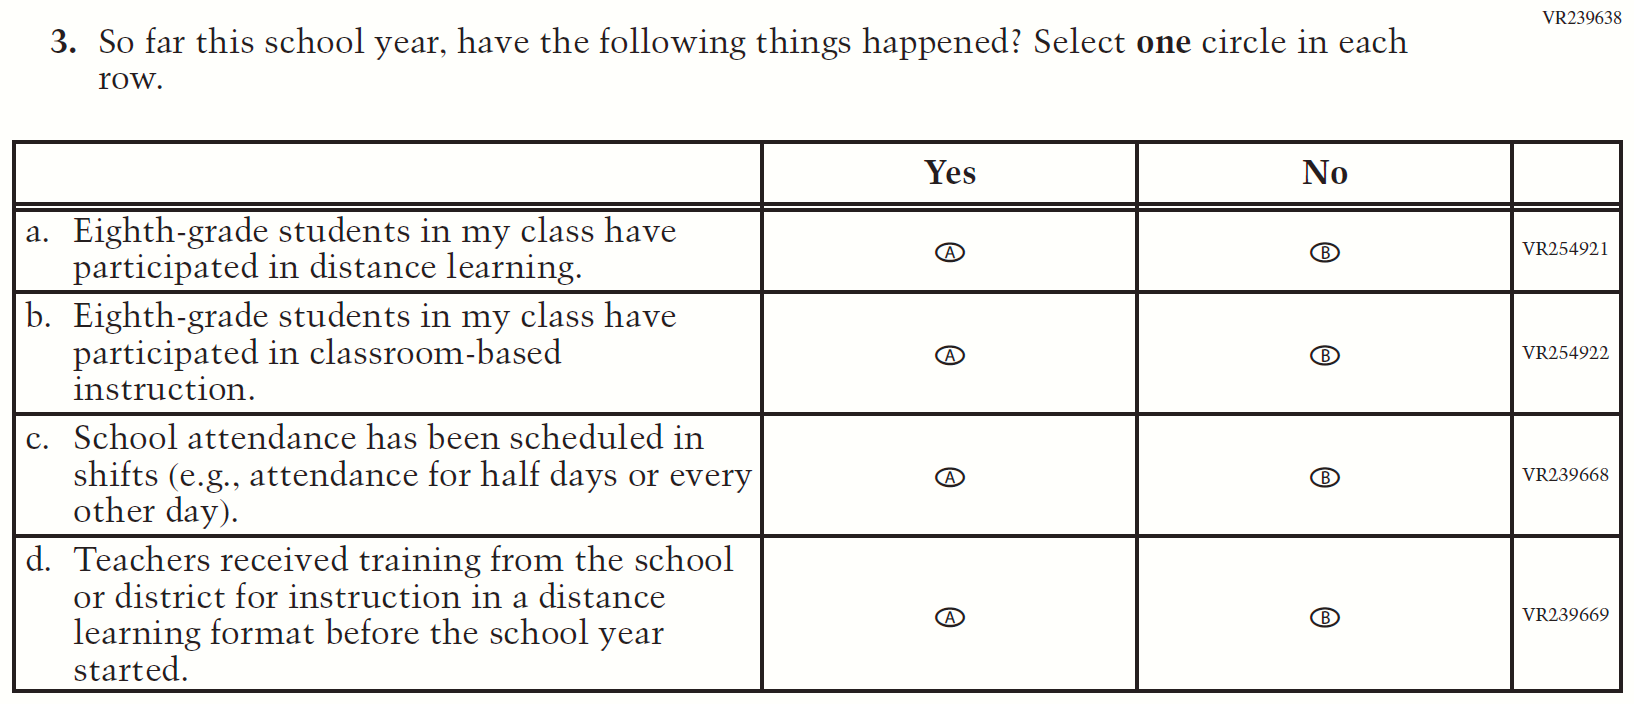 VR239638
3. So far this school year, have the following things happened? Select one circle in each
row.
Yes No
a. Eighth-grade students in my class have
participated in distance learning.
A B VR254921
b. Eighth-grade students in my class have
participated in classroom-based
instruction.
A B VR254922
c. School attendance has been scheduled in
shifts (e.g., attendance for half days or every
other day).
A B VR239668
d. Teachers received training from the school
or district for instruction in a distance
learning format before the school year
started.
A B VR239669